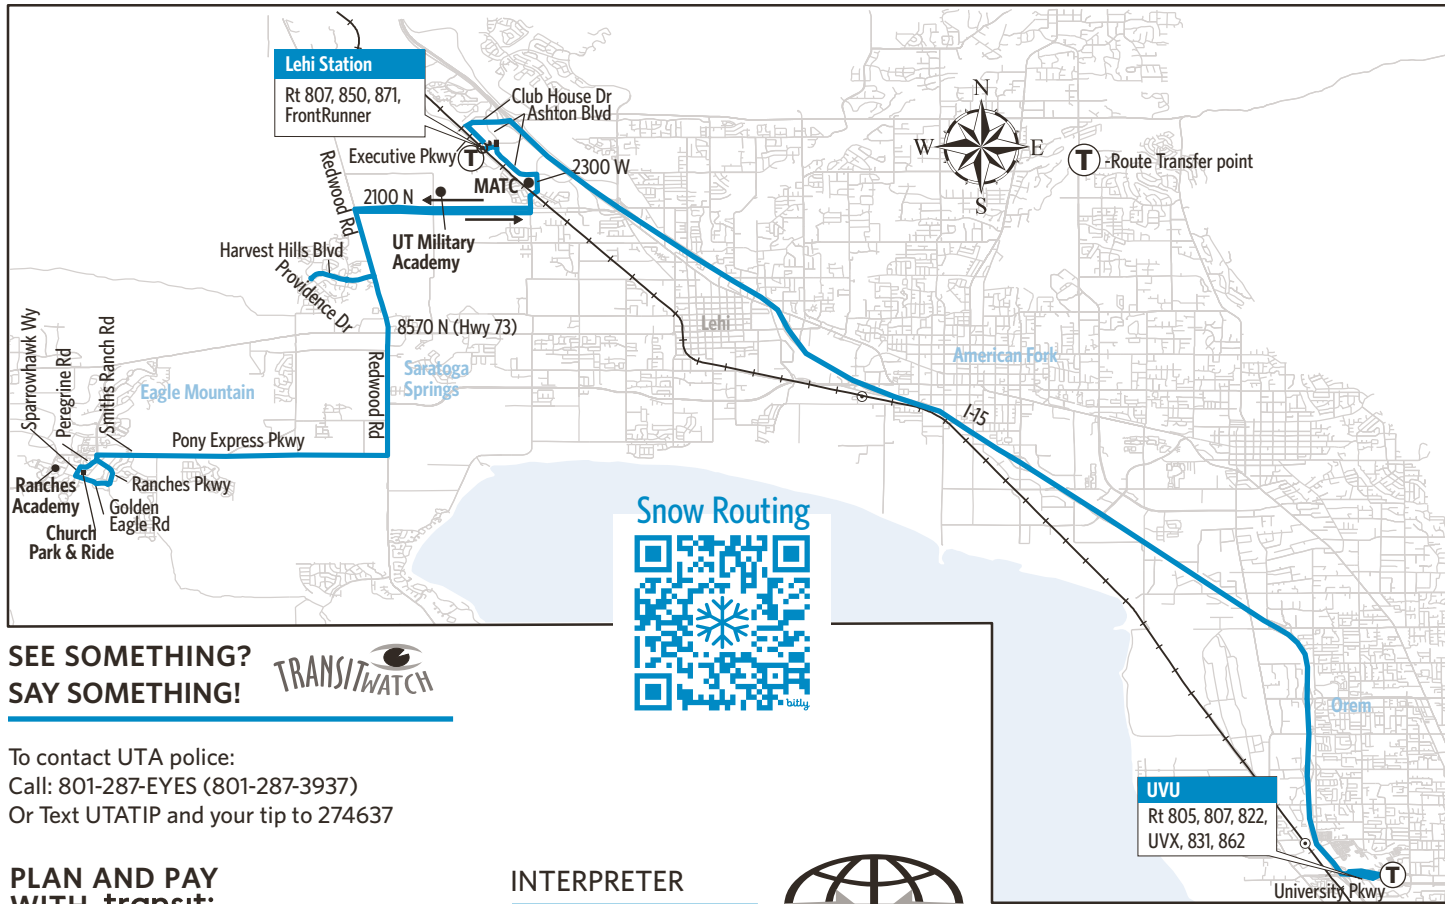 Lehi Station
Rt 807, 850, 871,
FrontRunner
Club House Dr
Ashton Blvd
Executive Pkwy
T
2300 W
MATC
Redwood Rd
2100 N
UT Military
Academy
Harvest Hills Blvd
Providence Dr
8570 N (Hwy 73)
N
W
E
S
T
-Route Transfer point
Lehi
American Fork
Saratoga
Springs
Eagle Mountain
Redwood Rd
I-15
Sparrowhawk Wy
Peregrine Rd
Smiths Ranch Rd
Pony Express Pkwy
Ranches
Academy
Ranches Pkwy
Golden
Eagle Rd
Church
Park & Ride
Snow Routing
bitly
Orem
UVU
Rt 805, 807, 822,
UVX, 831, 862
T
University Pkwy
SEE SOMETHING?
SAY SOMETHING!
TRANSITWATCH
To contact UTA police:
Call: 801-287-EYES (801-287-3937)
Or Text UTATIP and your tip to 274637
PLAN AND PAY
WITH transit:
INTERPRETER